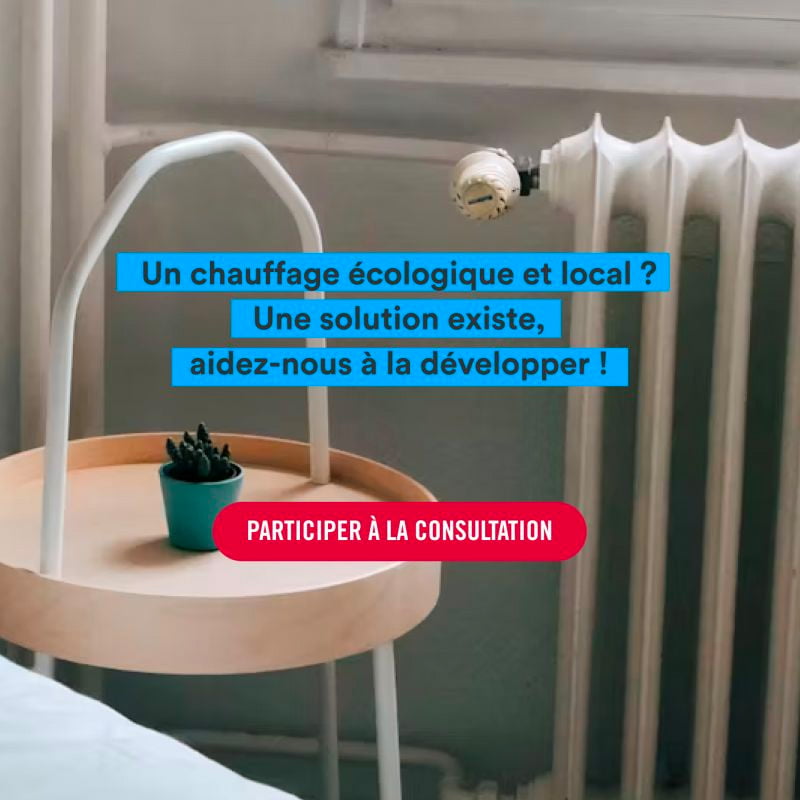 Un chauffage écologique et local ?
Une solution existe,
aidez-nous à la développer !
PARTICIPER À LA CONSULTATION